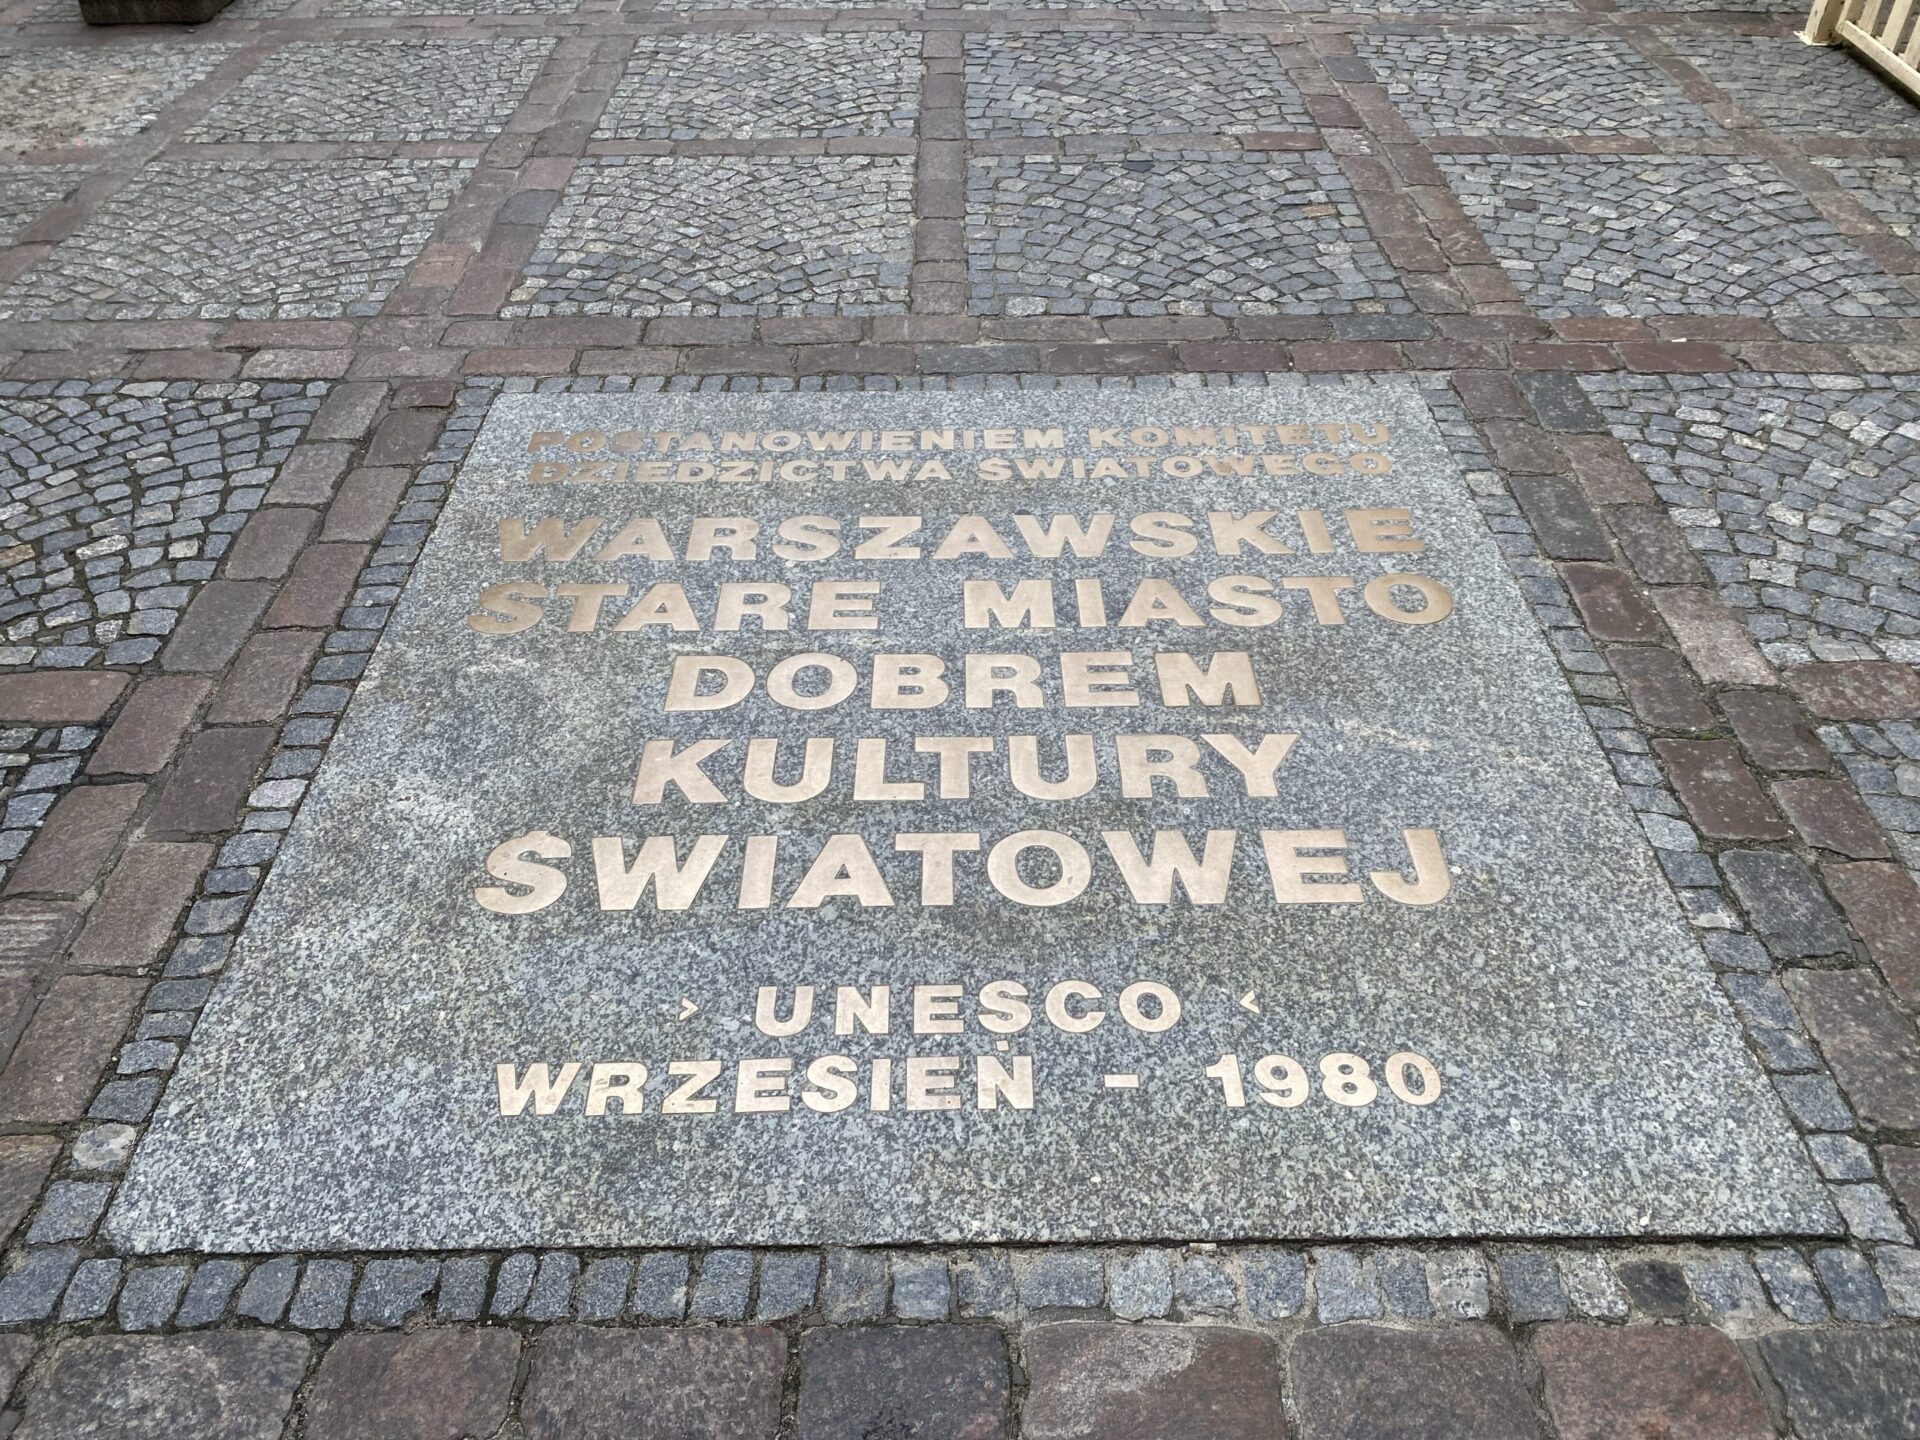 POSTANOWIENIEM KOMITETU
DZIEDZICTWA ŚWIATOWEGO
WARSZAWSKIE
STARE MIASTO
DOBREM
KULTURY
ŚWIATOWEJ
> UNESCO <
WRZESIEŃ - 1980